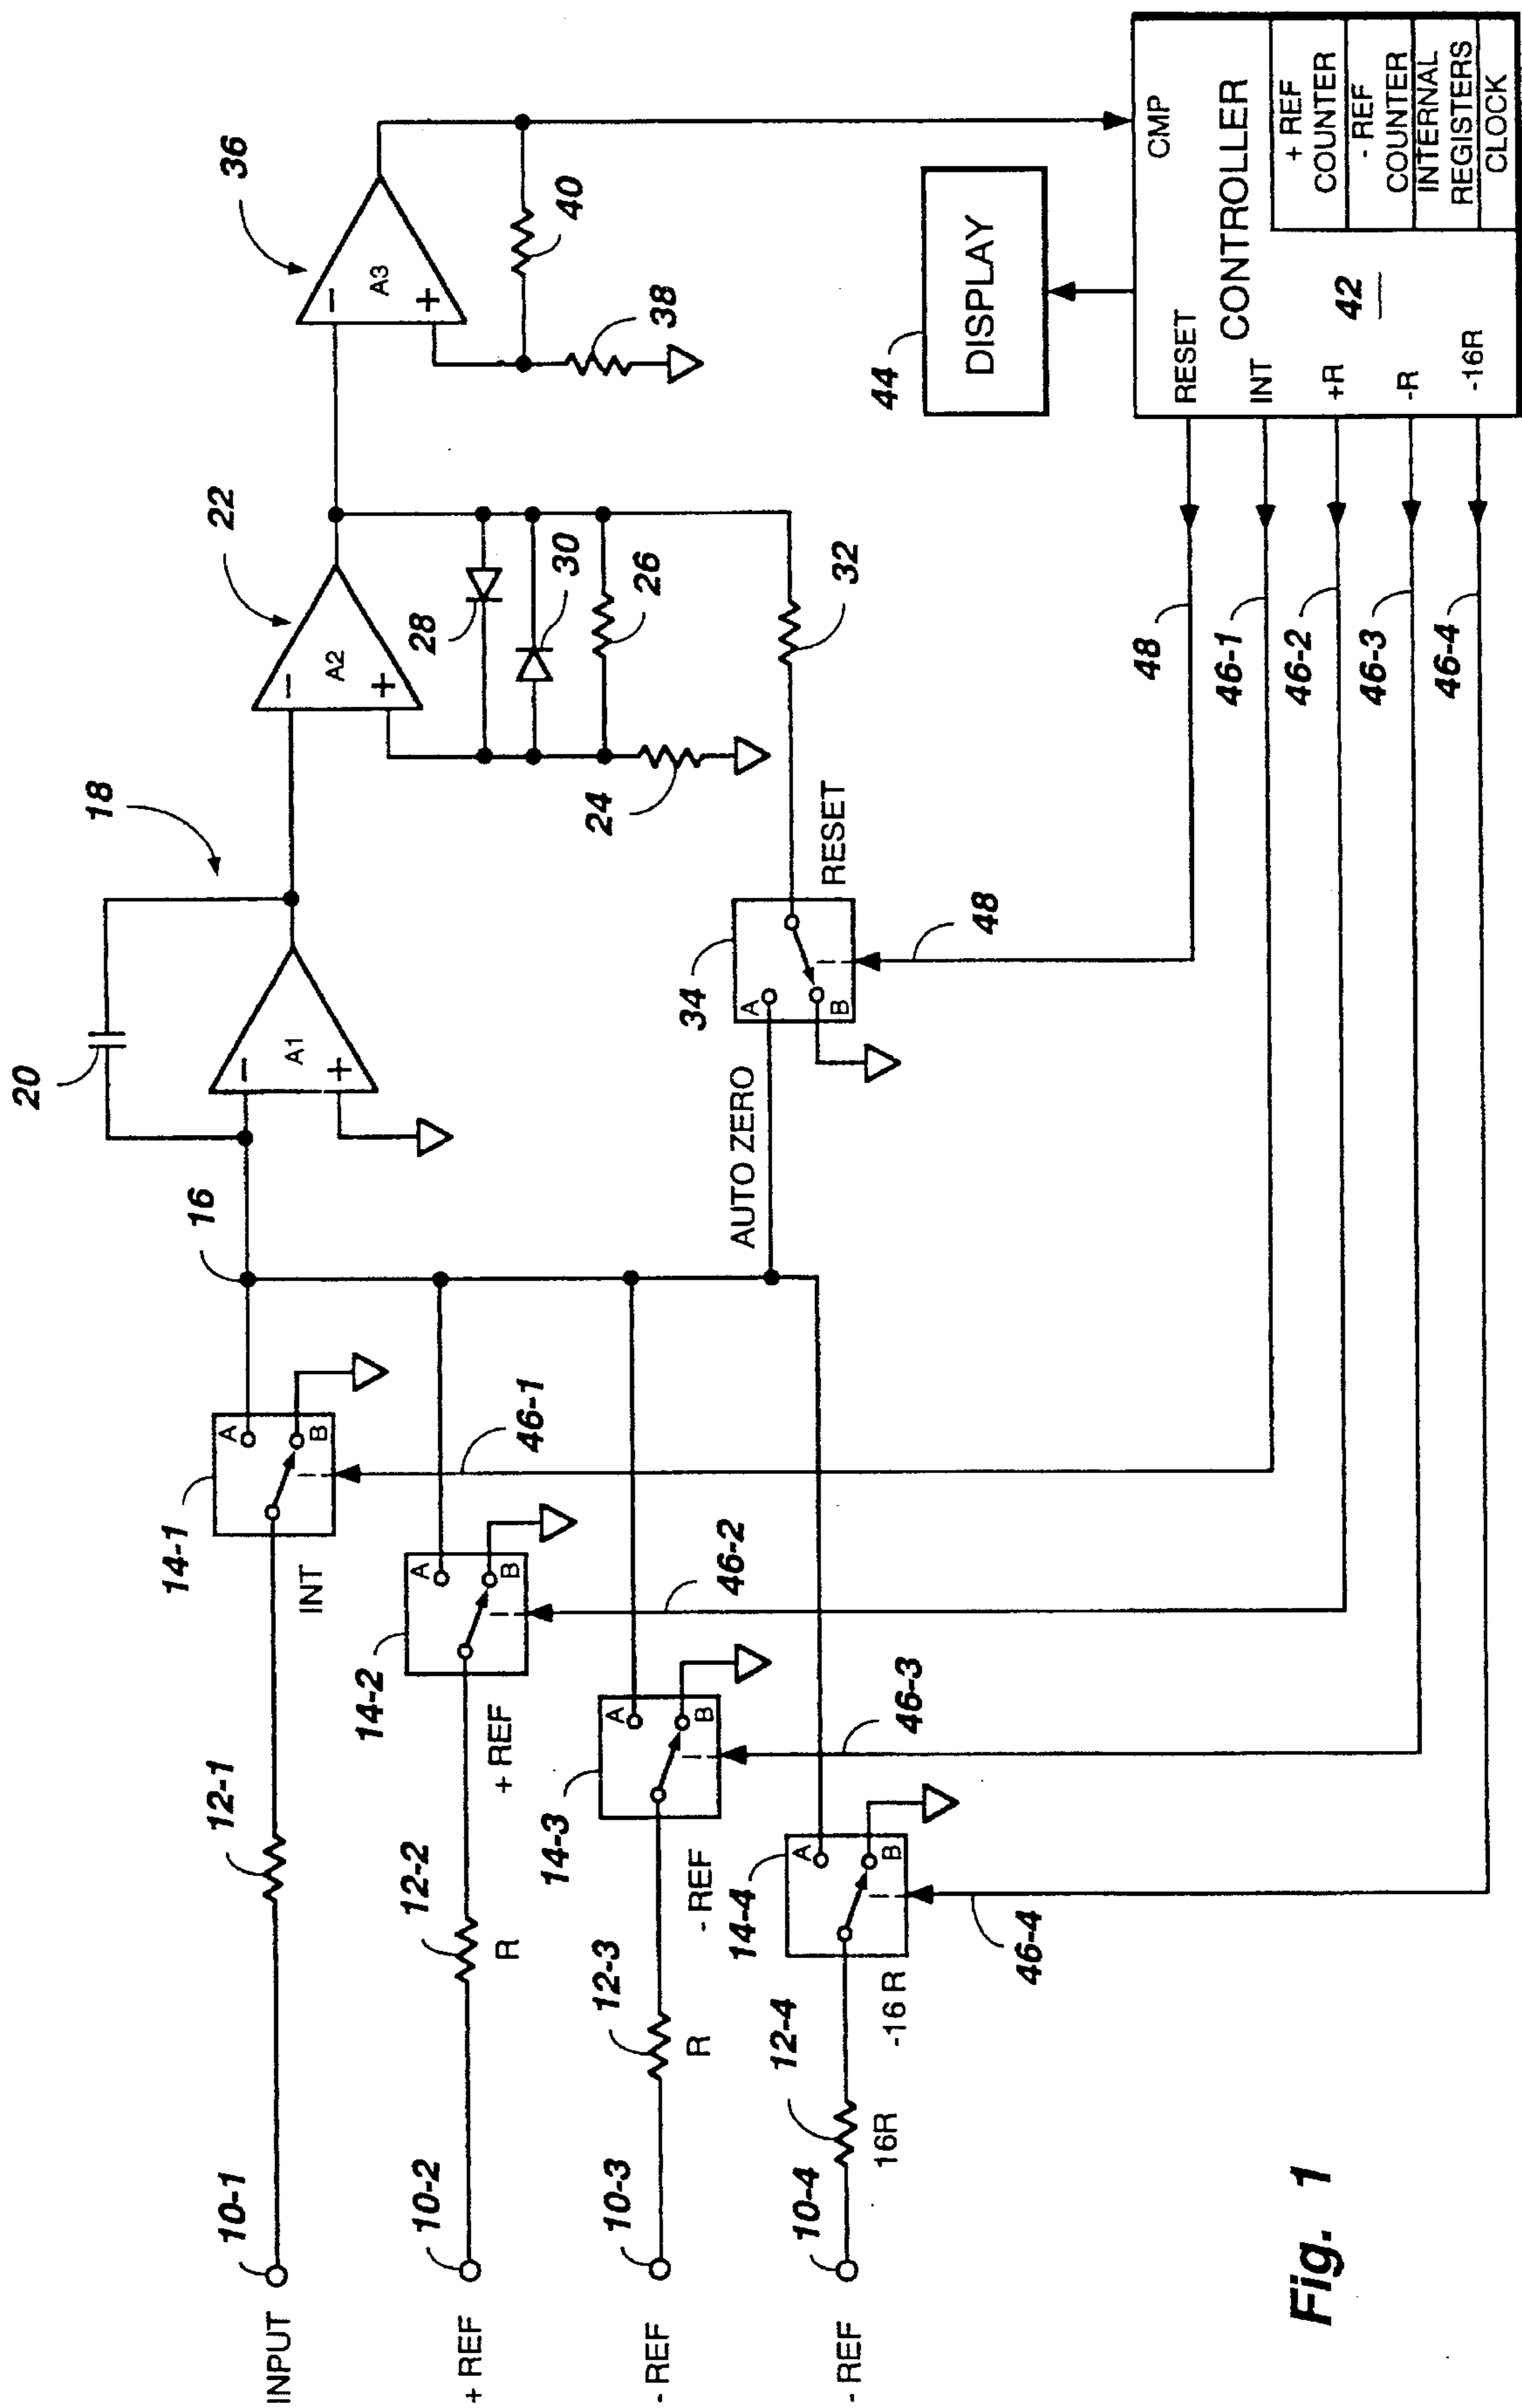 20
18
22
36
16
A1
−
+
A2
−
+
A3
−
+
28
30
26
24
32
40
38
10-1
12-1
14-1
INPUT
INT
A
B
46-1
10-2
12-2
14-2
+ REF
R
+ REF
A
B
46-2
10-3
12-3
14-3
- REF
R
- REF
A
B
46-3
10-4
12-4
14-4
- REF
16R
-16 R
A
B
46-4
AUTO ZERO
34
A
B
RESET
48
44
DISPLAY
48
46-1
46-2
46-3
46-4
RESET
INT
+R
-R
-16R
CMP
CONTROLLER
42
+ REF
COUNTER
- REF
COUNTER
INTERNAL
REGISTERS
CLOCK
Fig. 1